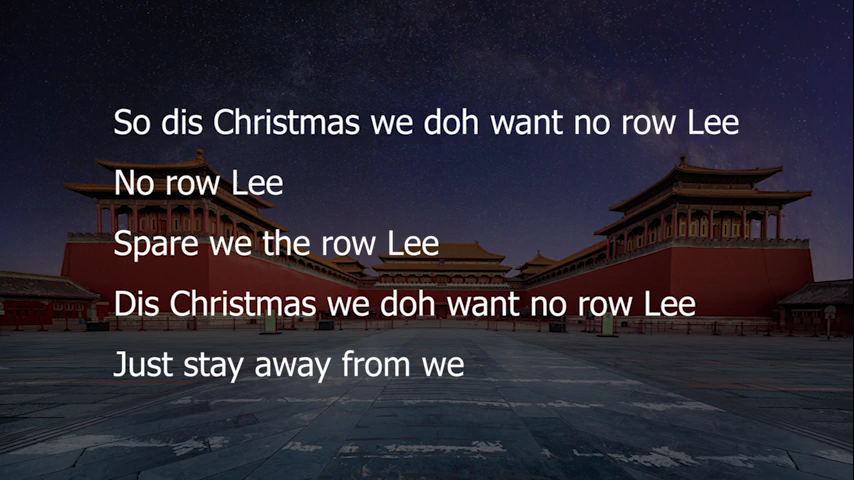 So dis Christmas we doh want no row Lee
No row Lee
Spare we the row Lee
Dis Christmas we doh want no row Lee
Just stay away from we